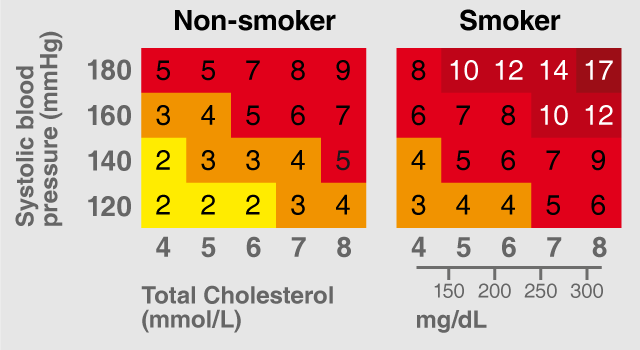 Non-smoker Smoker
Systolic blood
pressure (mmHg)
180 5 5 7 8 9 8 10 12 14 17
160 3 4 5 6 7 6 7 8 10 12
140 2 3 3 4 5 4 5 6 7 9
120 2 2 2 3 4 3 4 4 5 6
4 5 6 7 8 4 5 6 7 8
150 200 250 300
Total Cholesterol
(mmol/L) mg/dL